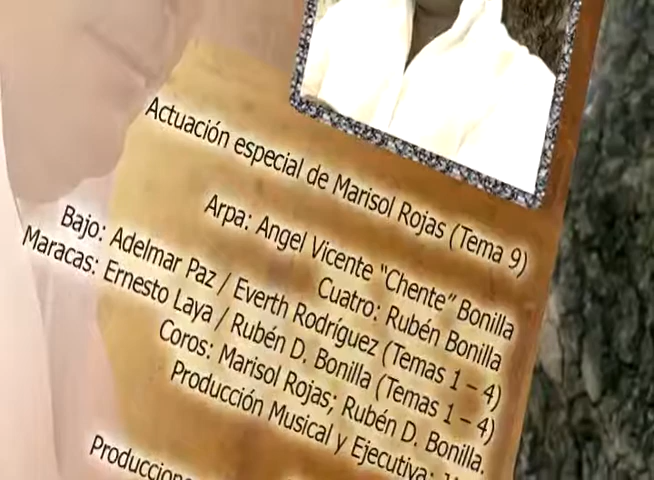 Actuación especial de Marisol Rojas (Tema 9)
Arpa: Angel Vicente "Chente" Bonilla
Cuatro: Rubén Bonilla
Bajo: Adelmar Paz / Everth Rodríguez (Temas 1 – 4)
Maracas: Ernesto Laya / Rubén D. Bonilla (Temas 1 – 4)
Coros: Marisol Rojas; Rubén D. Bonilla.
Producción Musical y Ejecutiva: